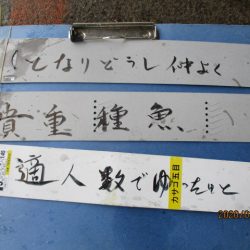 となりどうし仲よく
貴重種魚
適人数でゆったりと
カサゴ五目